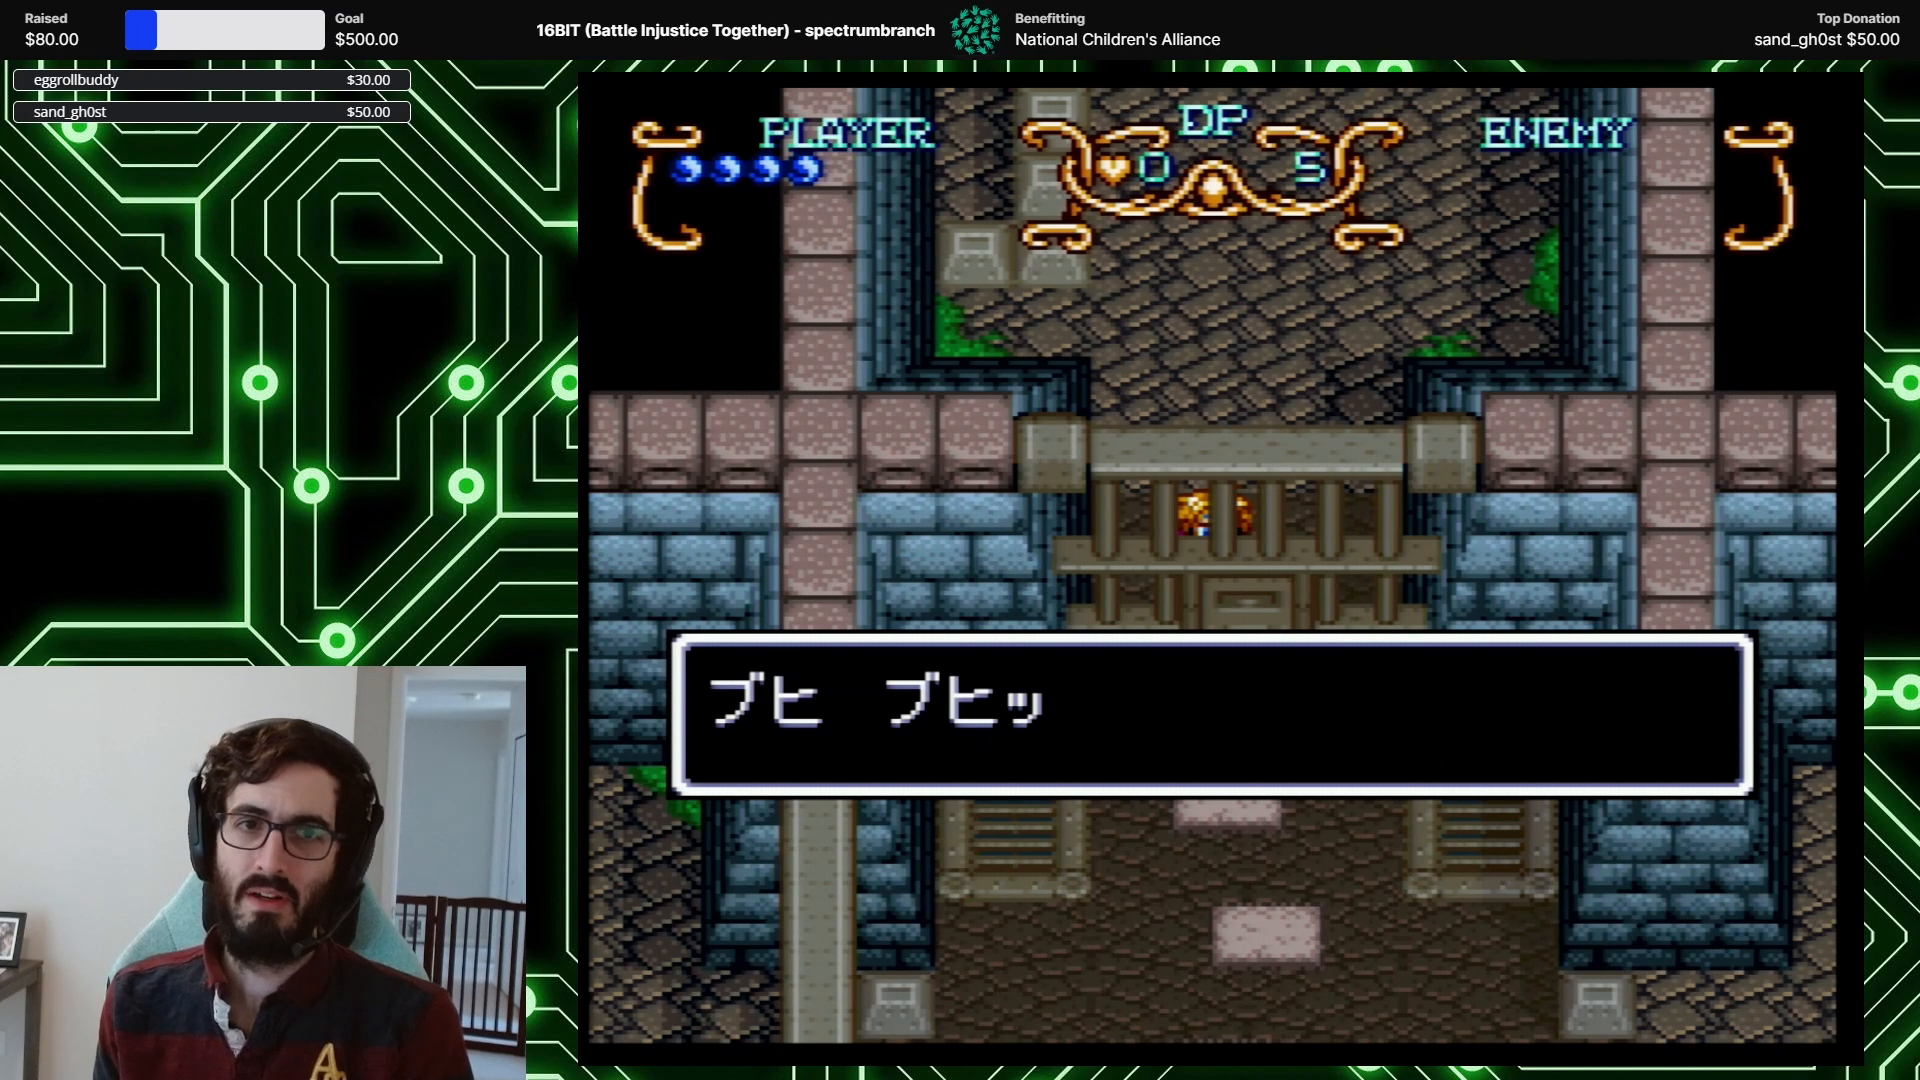 Raised
$80.00
Goal
$500.00
16BIT (Battle Injustice Together) - spectrumbranch
Benefitting
National Children's Alliance
Top Donation
sand_gh0st $50.00
eggrollbuddy $30.00
sand_gh0st $50.00
PLAYER
DP
ENEMY
0
5
ブヒ　ブヒッ
A